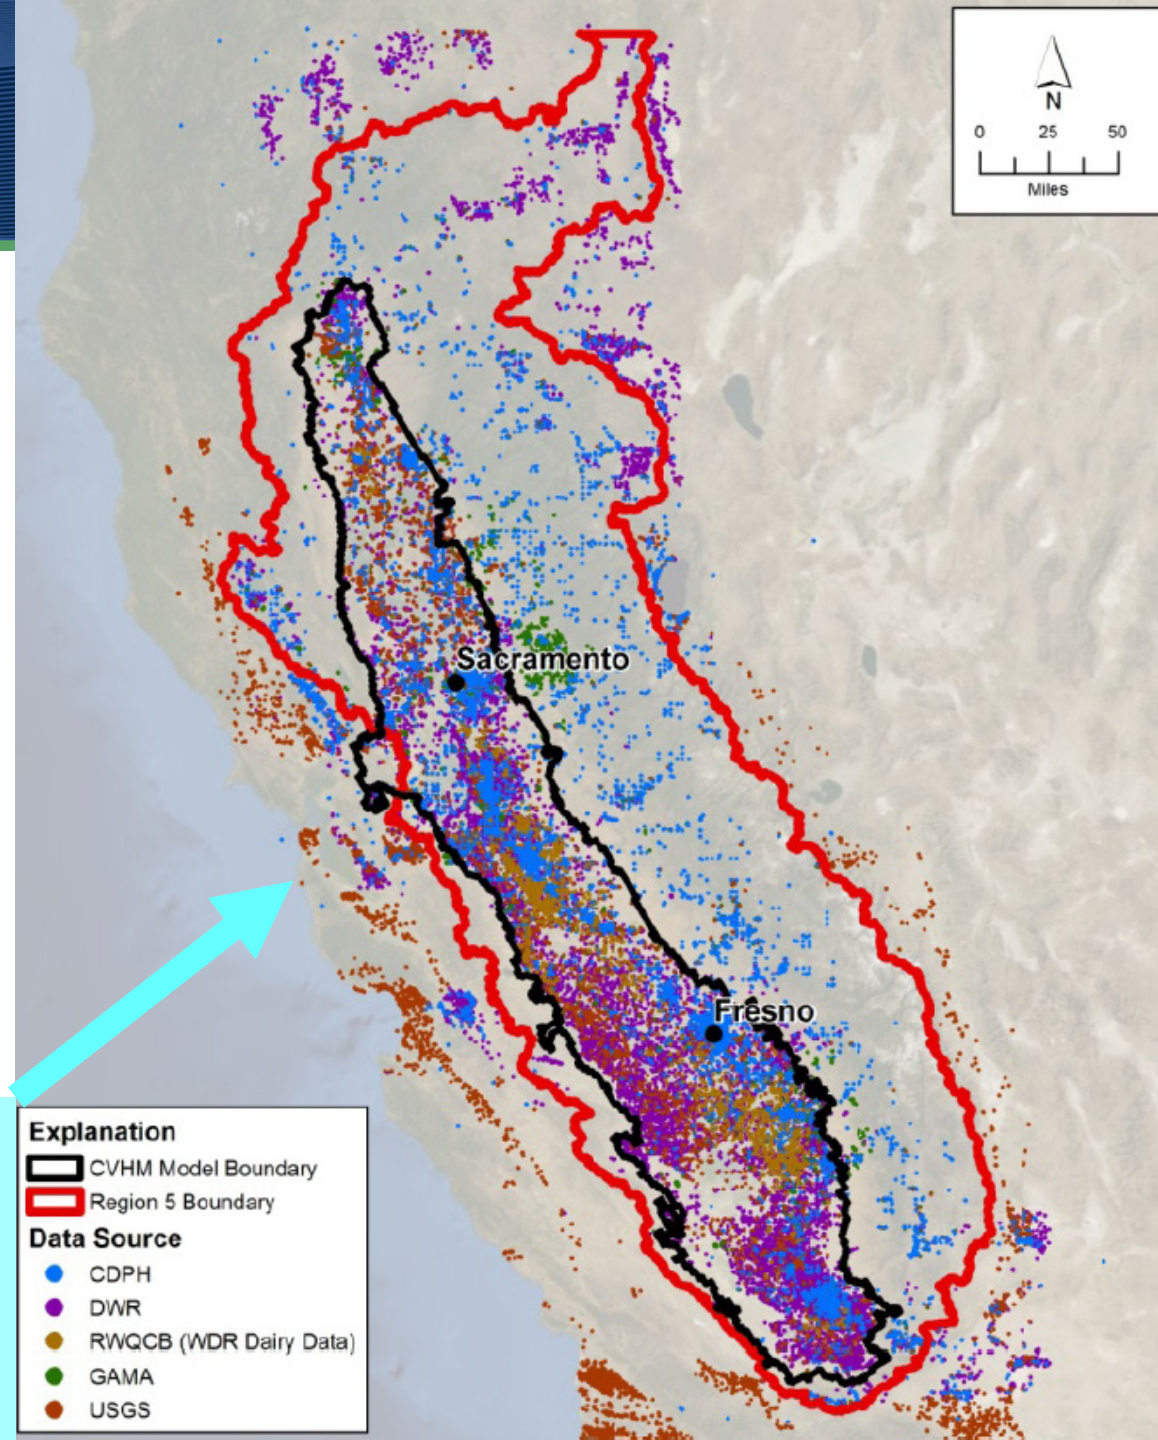 N
0 25 50
Miles
Sacramento
Fresno
Explanation
CVHM Model Boundary
Region 5 Boundary
Data Source
CDPH
DWR
RWQCB (WDR Dairy Data)
GAMA
USGS